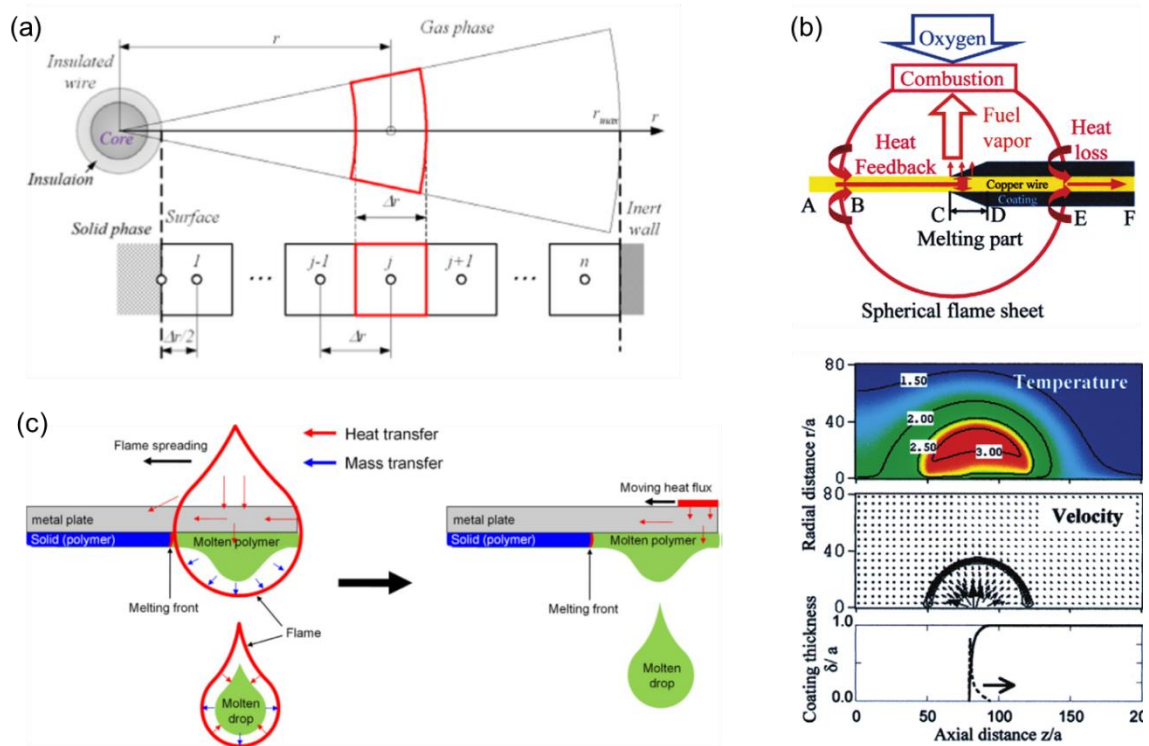 (a)
r
Gas phase
Insulated
wire
Core
r_max
r
Insulaion
Δr
Surface
Inert
wall
Solid phase
1
j-1
j
j+1
n
...
...
Δr/2
Δr
(b)
Oxygen
Combustion
Fuel
vapor
Heat
Feedback
Heat
loss
Copper wire
Coating
A
B
C
D
E
F
Melting part
Spherical flame sheet
Temperature
Radial distance r/a
80
40
0
1.50
2.00
2.50
3.00
Velocity
Radial distance r/a
80
40
0
Coating thickness
δ/a
1.0
0.0
0
50
100
150
200
Axial distance z/a
(c)
Flame spreading
Heat transfer
Mass transfer
metal plate
Solid (polymer)
Molten polymer
Melting front
Flame
Molten
drop
Moving heat flux
metal plate
Solid (polymer)
Molten polymer
Melting front
Molten
drop